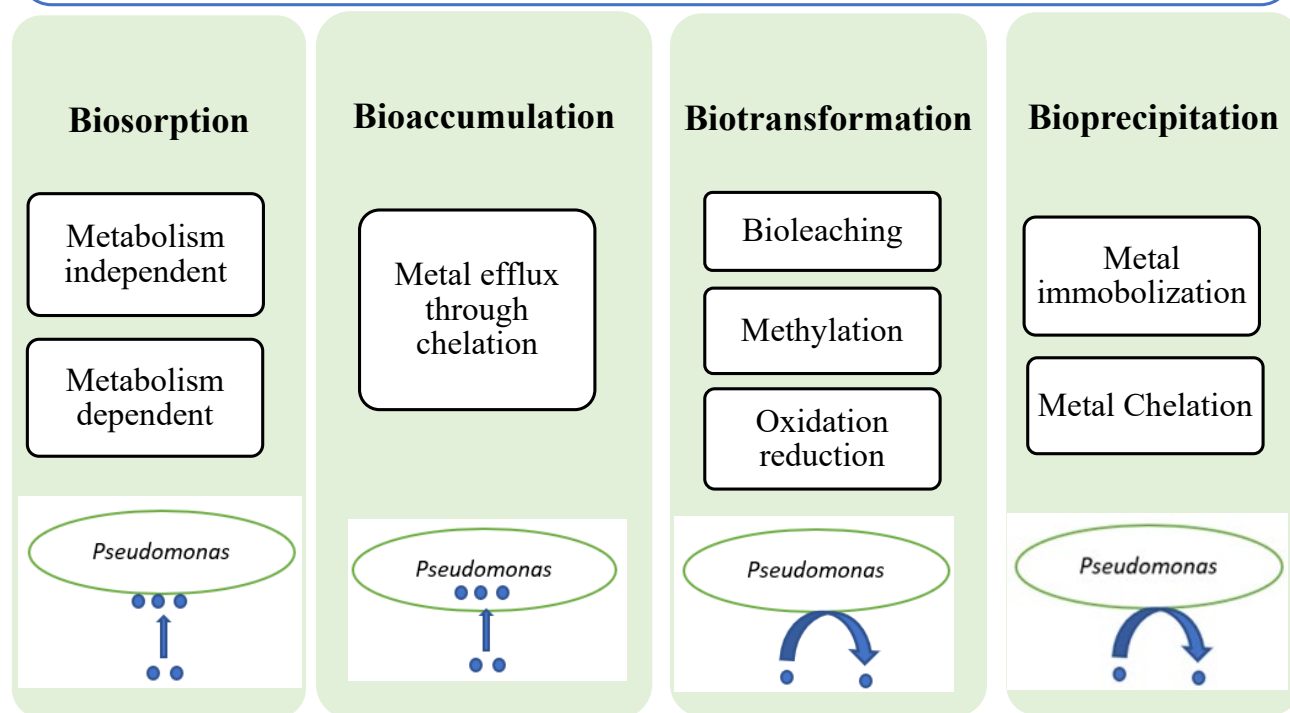 Biosorption
Metabolism
independent
Metabolism
dependent
Pseudomonas
Bioaccumulation
Metal efflux
through
chelation
Pseudomonas
Biotransformation
Bioleaching
Methylation
Oxidation
reduction
Pseudomonas
Bioprecipitation
Metal
immobolization
Metal Chelation
Pseudomonas